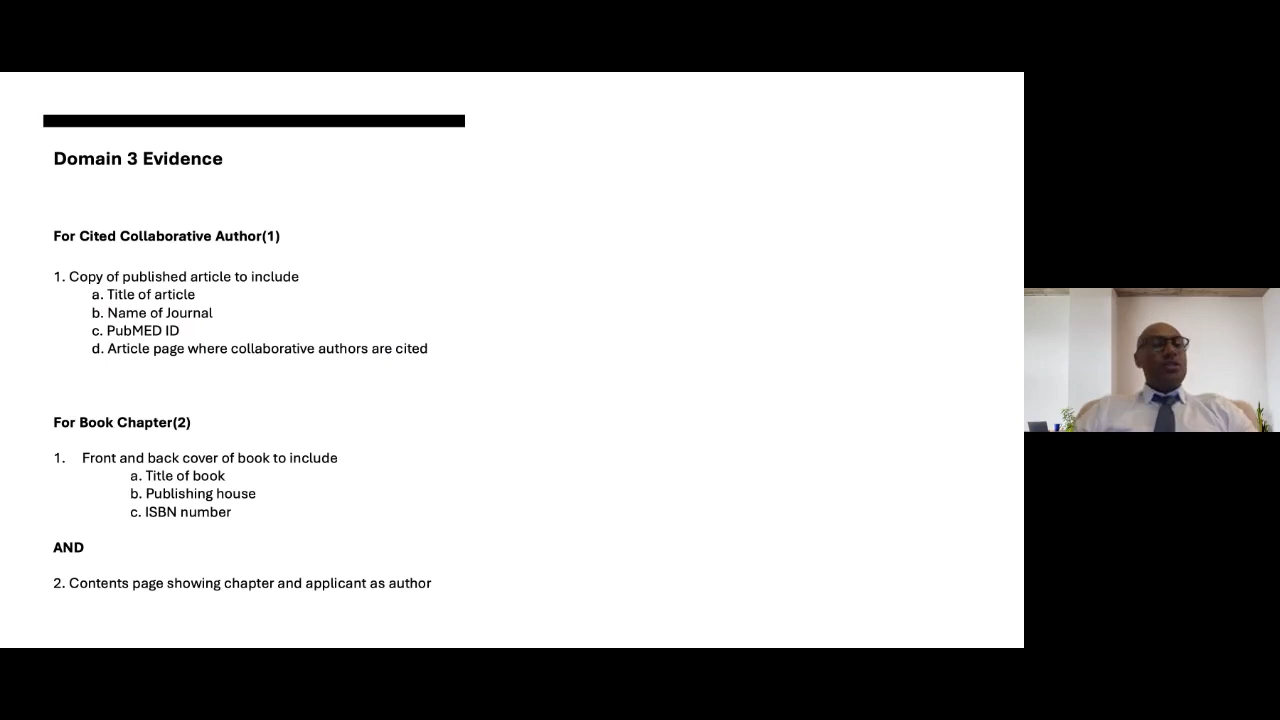 Domain 3 Evidence
For Cited Collaborative Author(1)
1. Copy of published article to include
a. Title of article
b. Name of Journal
c. PubMED ID
d. Article page where collaborative authors are cited
For Book Chapter(2)
1. Front and back cover of book to include
a. Title of book
b. Publishing house
c. ISBN number
AND
2. Contents page showing chapter and applicant as author